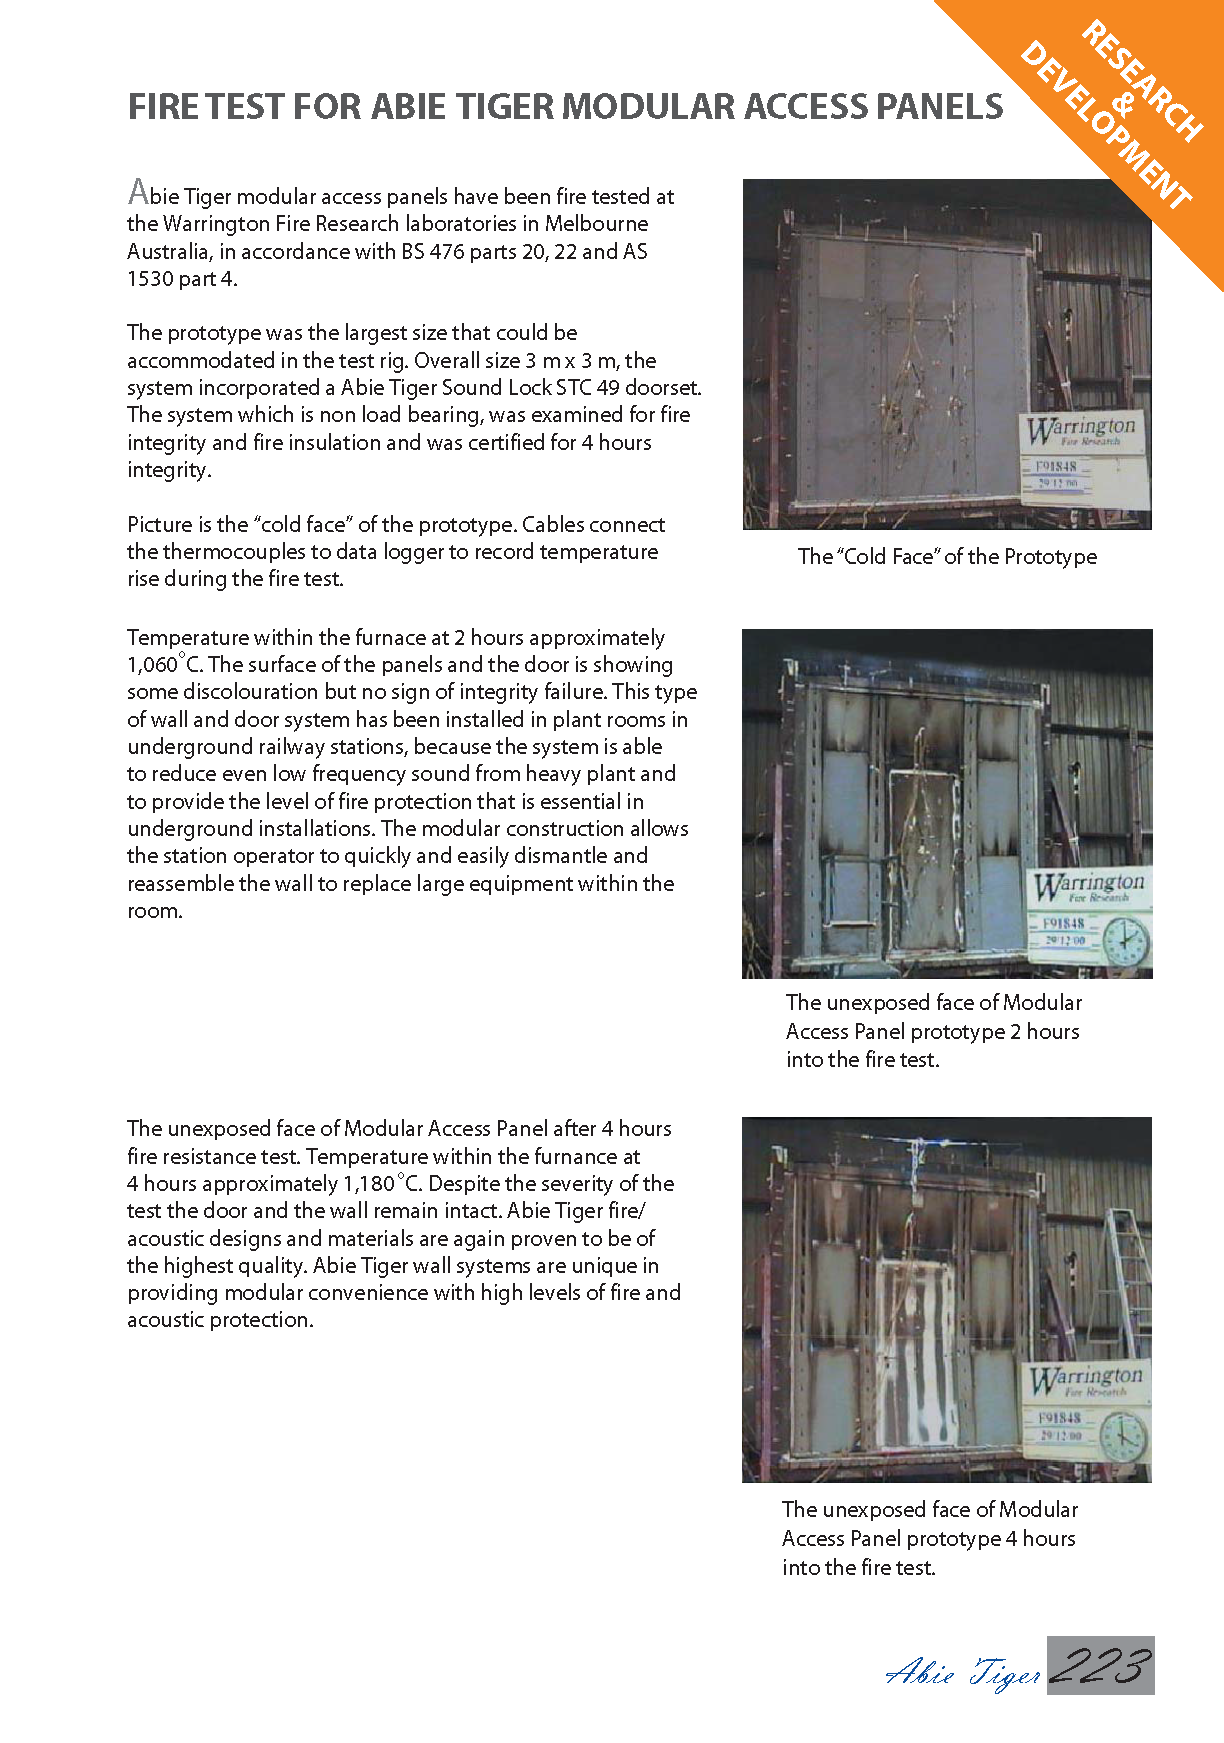 RESEARCH
&
DEVELOPMENT
FIRE TEST FOR ABIE TIGER MODULAR ACCESS PANELS
Abie Tiger modular access panels have been fire tested at
the Warrington Fire Research laboratories in Melbourne
Australia, in accordance with BS 476 parts 20, 22 and AS
1530 part 4.
The prototype was the largest size that could be
accommodated in the test rig. Overall size 3 m x 3 m, the
system incorporated a Abie Tiger Sound Lock STC 49 doorset.
The system which is non load bearing, was examined for fire
integrity and fire insulation and was certified for 4 hours
integrity.
Picture is the “cold face” of the prototype. Cables connect
the thermocouples to data logger to record temperature
rise during the fire test.
Warrington
Fire Research
F91848
29 12 00
The “Cold Face” of the Prototype
Temperature within the furnace at 2 hours approximately
1,060°C. The surface of the panels and the door is showing
some discolouration but no sign of integrity failure. This type
of wall and door system has been installed in plant rooms in
underground railway stations, because the system is able
to reduce even low frequency sound from heavy plant and
to provide the level of fire protection that is essential in
underground installations. The modular construction allows
the station operator to quickly and easily dismantle and
reassemble the wall to replace large equipment within the
room.
Warrington
Fire Research
F91848
29 12 00
The unexposed face of Modular
Access Panel prototype 2 hours
into the fire test.
The unexposed face of Modular Access Panel after 4 hours
fire resistance test. Temperature within the furnance at
4 hours approximately 1,180°C. Despite the severity of the
test the door and the wall remain intact. Abie Tiger fire/
acoustic designs and materials are again proven to be of
the highest quality. Abie Tiger wall systems are unique in
providing modular convenience with high levels of fire and
acoustic protection.
Warrington
Fire Research
F91848
29 12 00
The unexposed face of Modular
Access Panel prototype 4 hours
into the fire test.
Abie Tiger 223